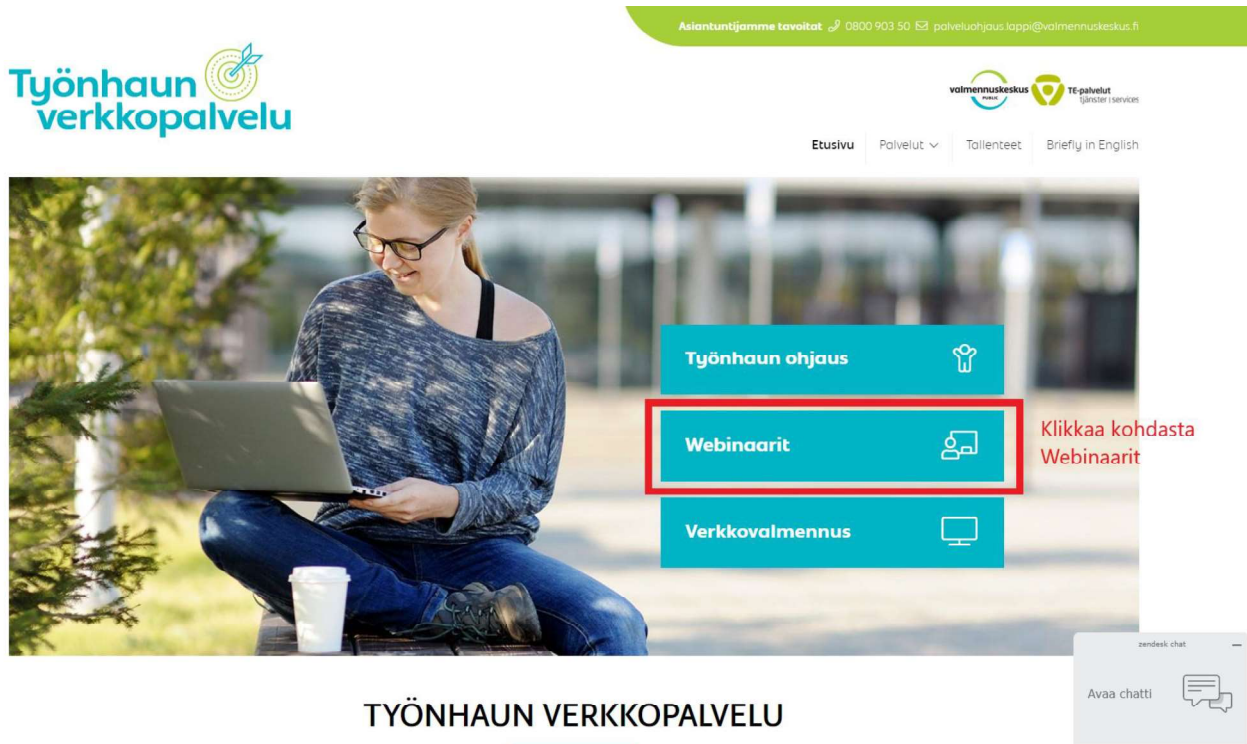 Asiantuntijamme tavoitat 0800 903 50 palveluohjaus.lappi@valmennuskeskus.fi
Työnhaun
verkkopalvelu
valmennuskeskus
PUBLIC
TE-palvelut
tjänster | services
Etusivu Palvelut Tallenteet Briefly in English
Työnhaun ohjaus
Webinaarit
Klikkaa kohdasta
Webinaarit
Verkkovalmennus
zendesk chat
Avaa chatti
TYÖNHAUN VERKKOPALVELU